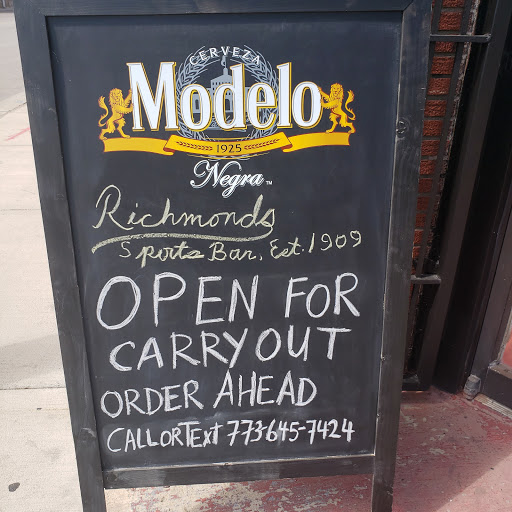 CERVEZA
Modelo
1925
Negra™
Richmonds
Sports Bar, Est. 1909
OPEN FOR
CARRYOUT
ORDER AHEAD
CALL OR TExT 773-645-7424